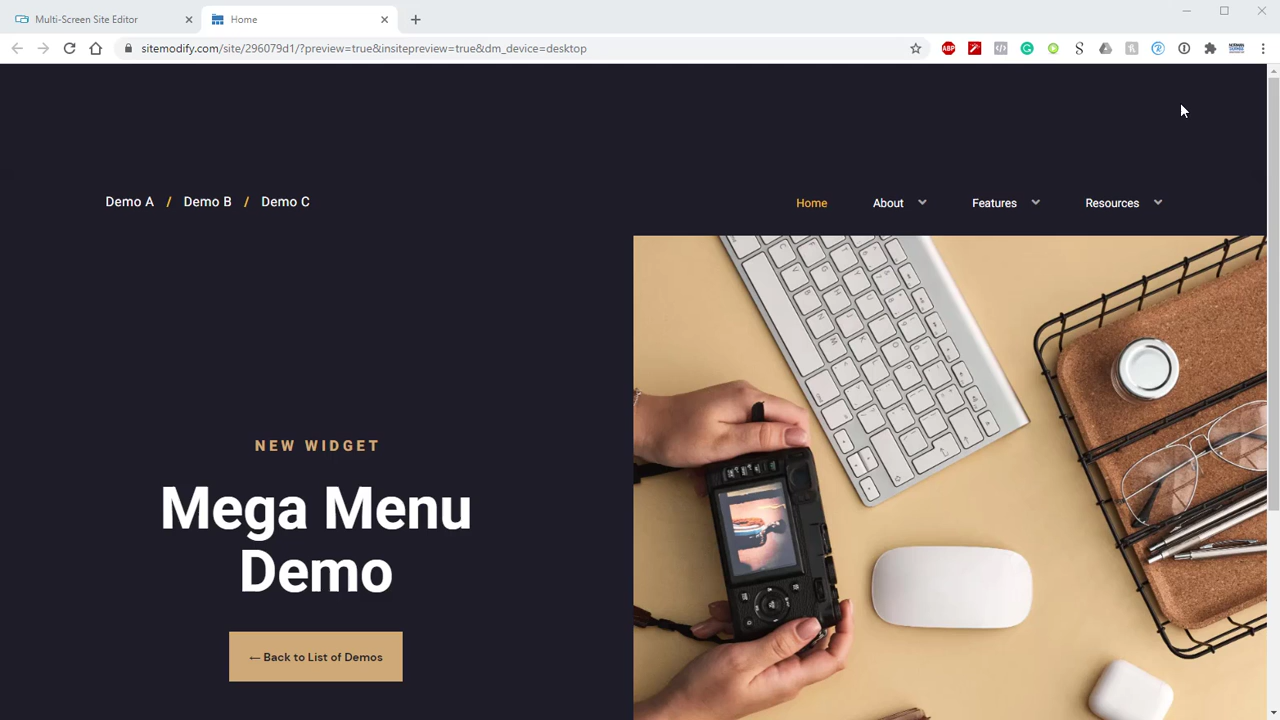 Multi-Screen Site Editor
Home
sitemodify.com/site/296079d1/?preview=true&insitepreview=true&dm_device=desktop
ABP
Demo A / Demo B / Demo C
Home About Features Resources
NEW WIDGET
Mega Menu
Demo
← Back to List of Demos